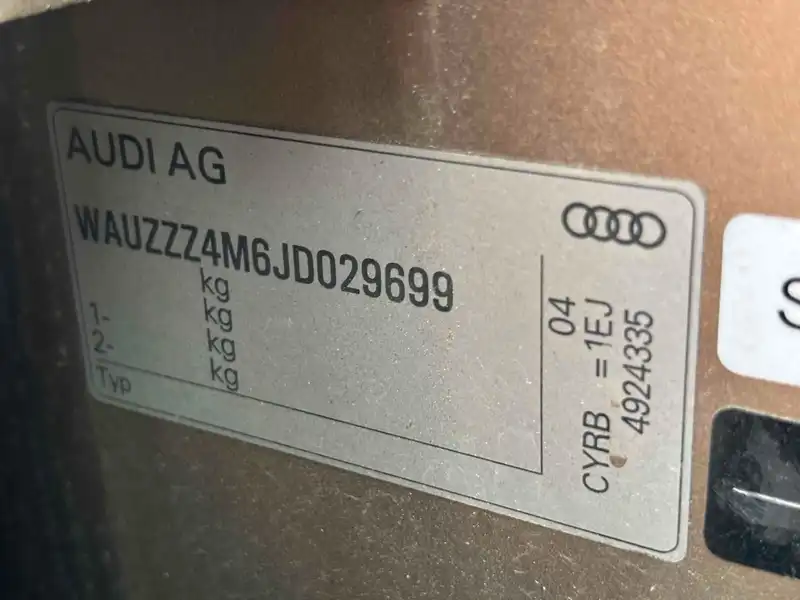 AUDI AG
WAUZZZ4M6JD029699
kg
1- kg
2- kg
kg
Typ
04
CYRB =1EJ
4924335
S